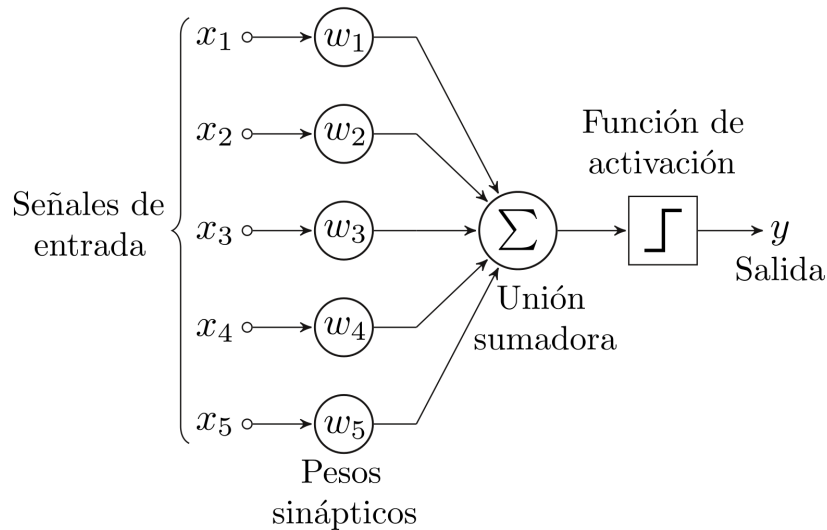 x₁ w₁
x₂ w₂
Función de
activación
Señales de
entrada
x₃ w₃ Σ y
Salida
x₄ w₄
Unión
sumadora
x₅ w₅
Pesos
sinápticos